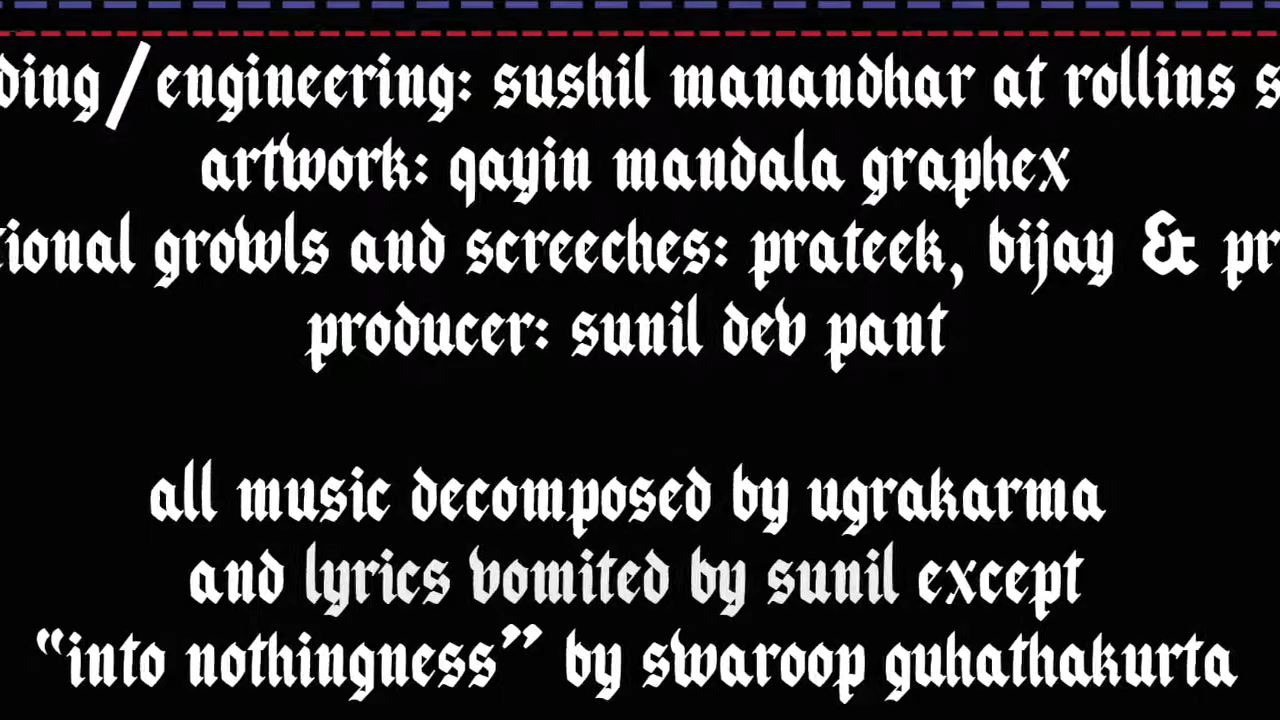 ding/engineering: sushil manandhar at rollins s
artwork: qayin mandala graphex
tional growls and screeches: prateek, bijay & pr
producer: sunil dev pant
all music decomposed by ugrakarma
and lyrics vomited by sunil except
“into nothingness” by swaroop guhathakurta